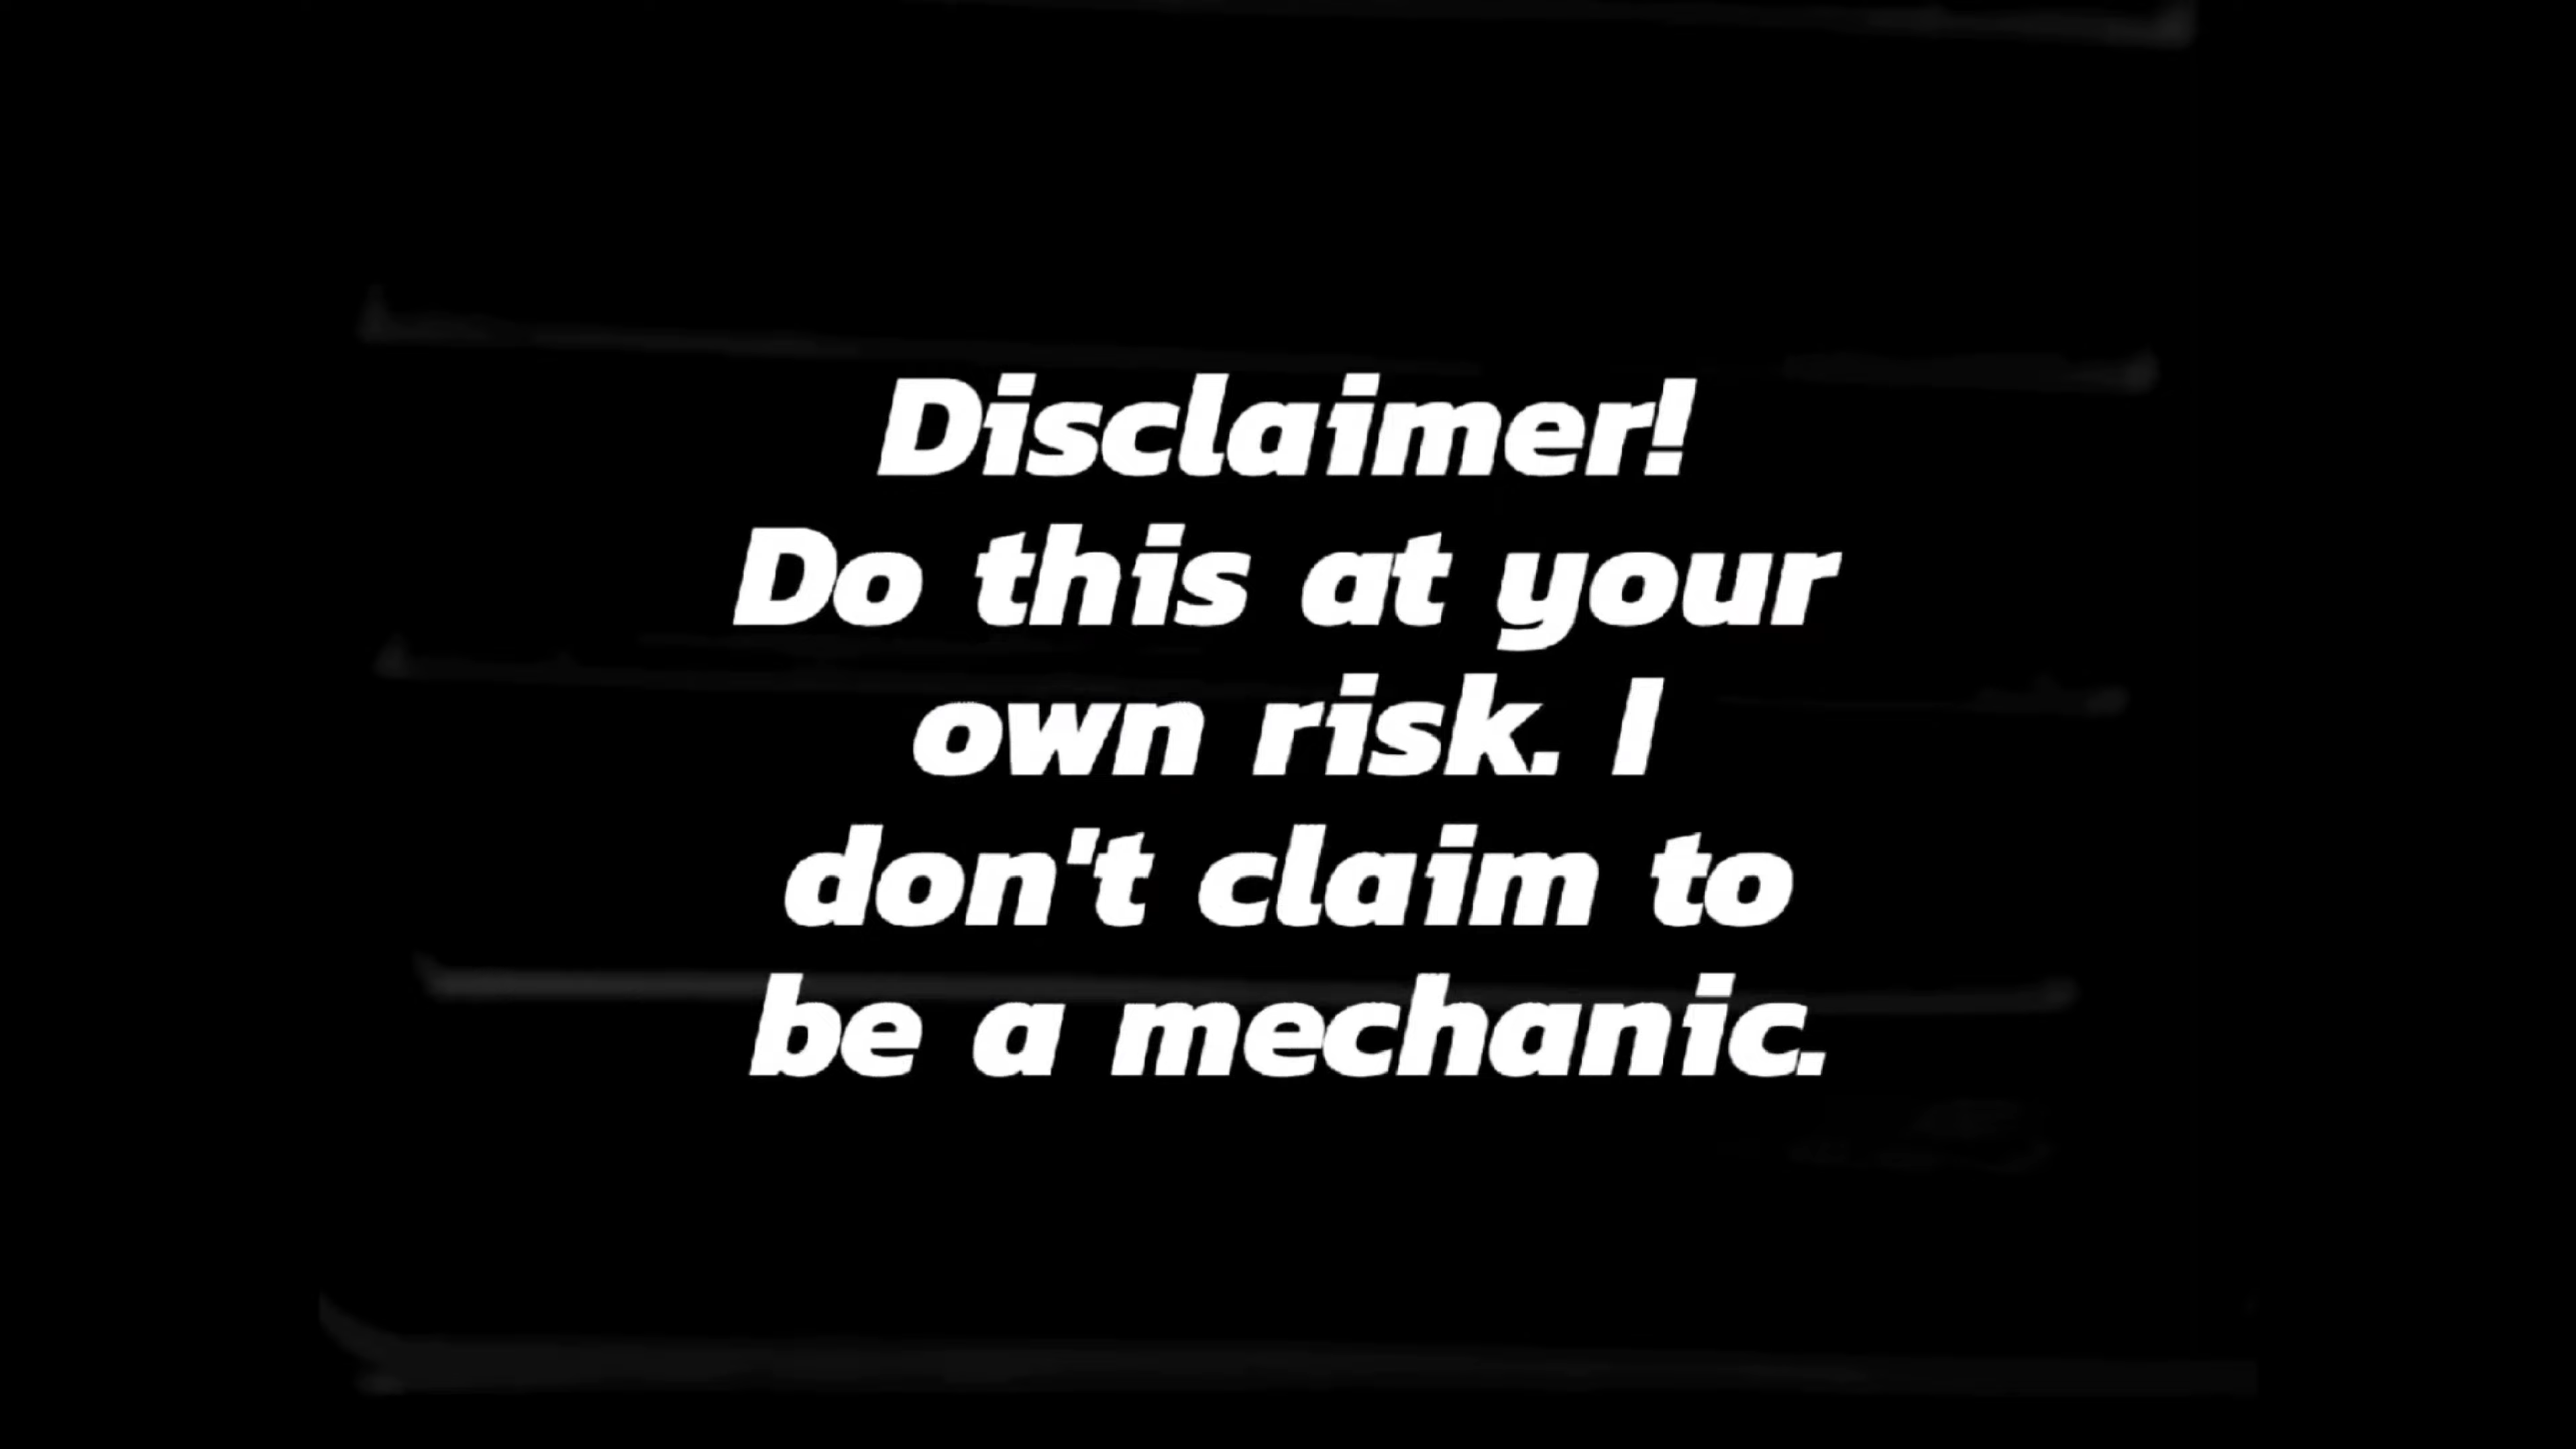 Disclaimer!
Do this at your
own risk. I
don't claim to
be a mechanic.